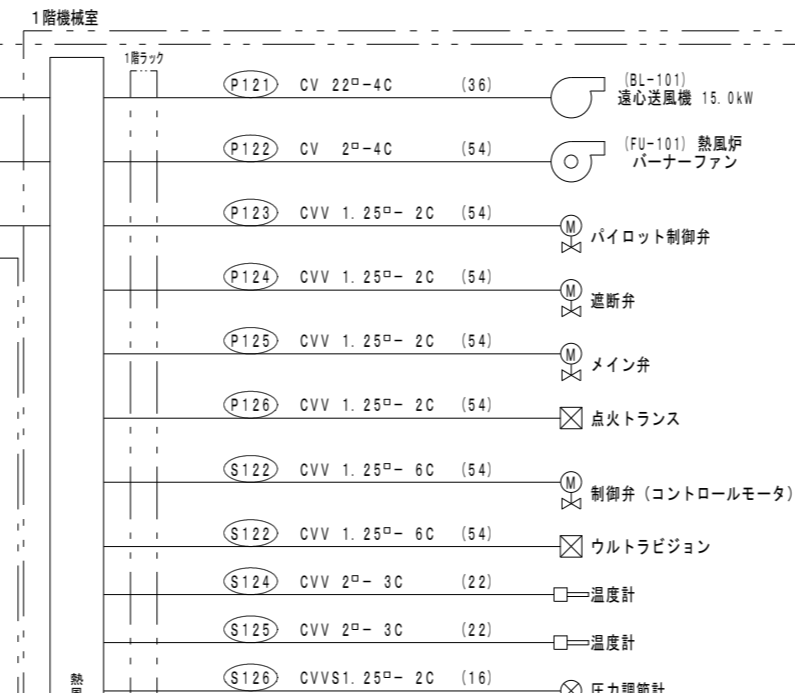 1階機械室
1階ラック
P121 CV 22□-4C (36)
(BL-101)
遠心送風機 15.0kW
P122 CV 2□-4C (54)
(FU-101) 熱風炉
バーナーファン
P123 CVV 1.25□- 2C (54)
M
パイロット制御弁
P124 CVV 1.25□- 2C (54)
M
遮断弁
P125 CVV 1.25□- 2C (54)
M
メイン弁
P126 CVV 1.25□- 2C (54)
点火トランス
S122 CVV 1.25□- 6C (54)
M
制御弁（コントロールモータ）
S122 CVV 1.25□- 6C (54)
ウルトラビジョン
S124 CVV 2□- 3C (22)
温度計
S125 CVV 2□- 3C (22)
温度計
S126 CVVS1.25□- 2C (16)
圧力調節計
熱
風